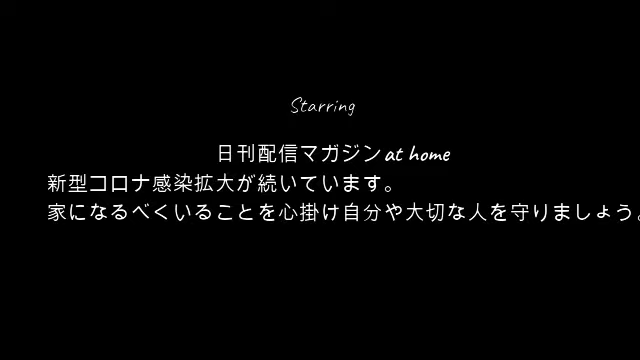 Starring
日刊配信マガジンat home
新型コロナ感染拡大が続いています。
家になるべくいることを心掛け自分や大切な人を守りましょう。